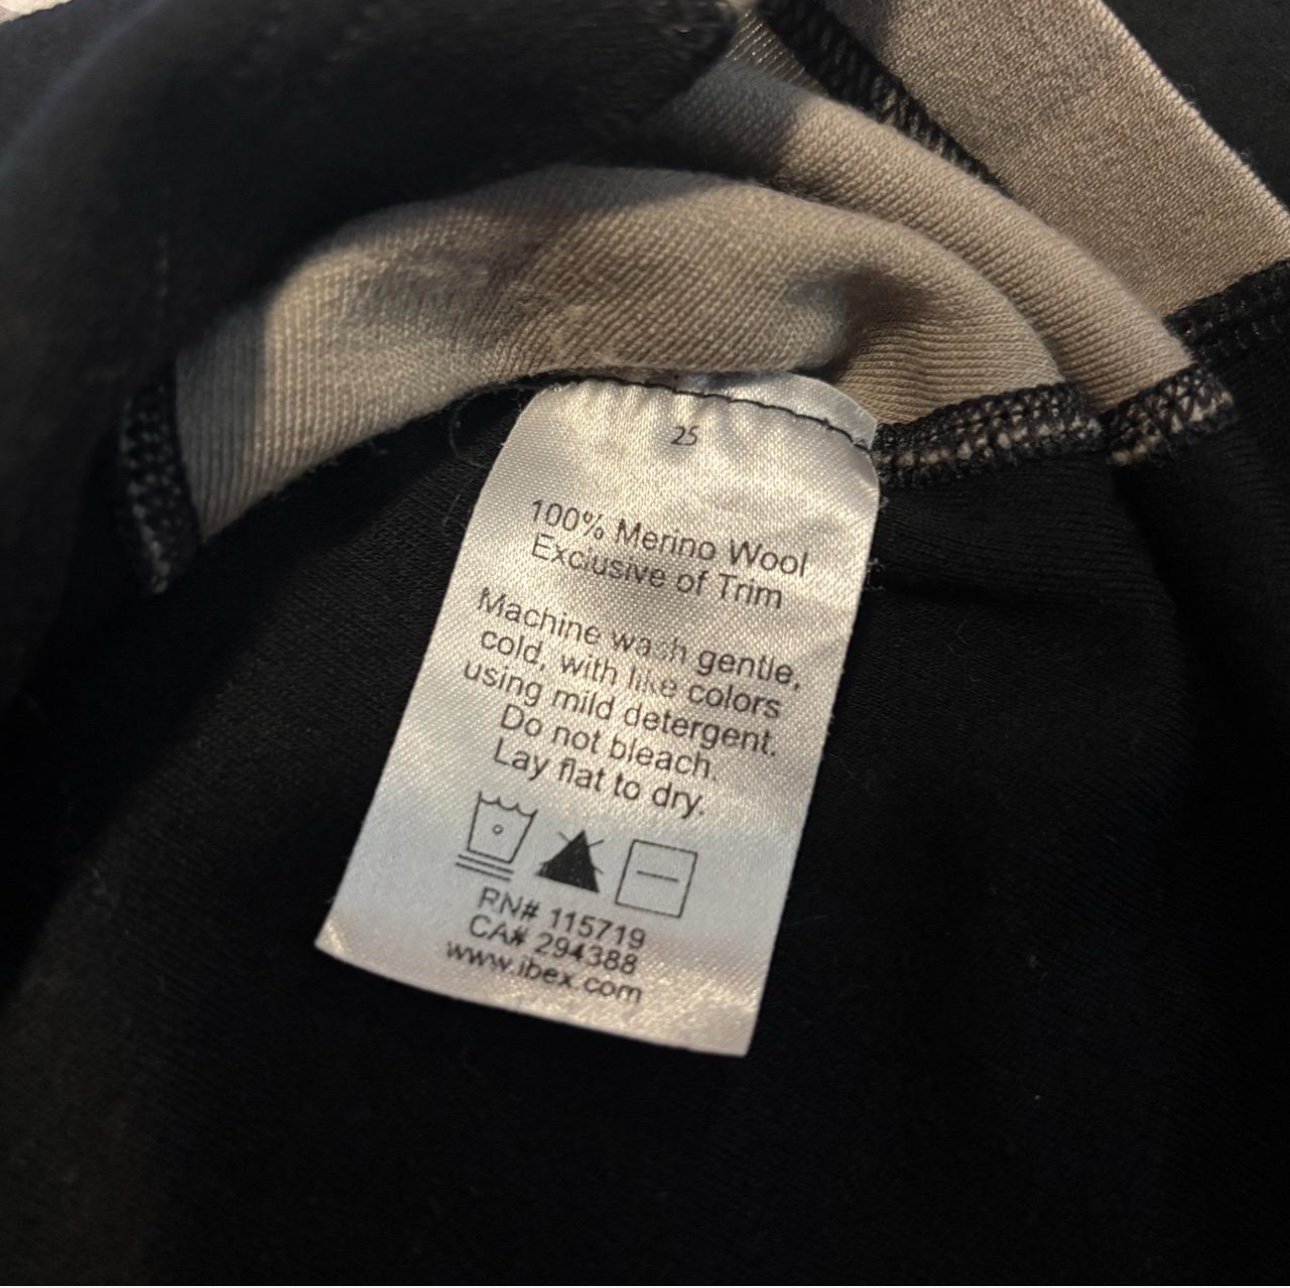 25
100% Merino Wool
Exclusive of Trim
Machine wash gentle,
cold, with like colors
using mild detergent.
Do not bleach.
Lay flat to dry.
RN# 115719
CA# 294388
www.ibex.com